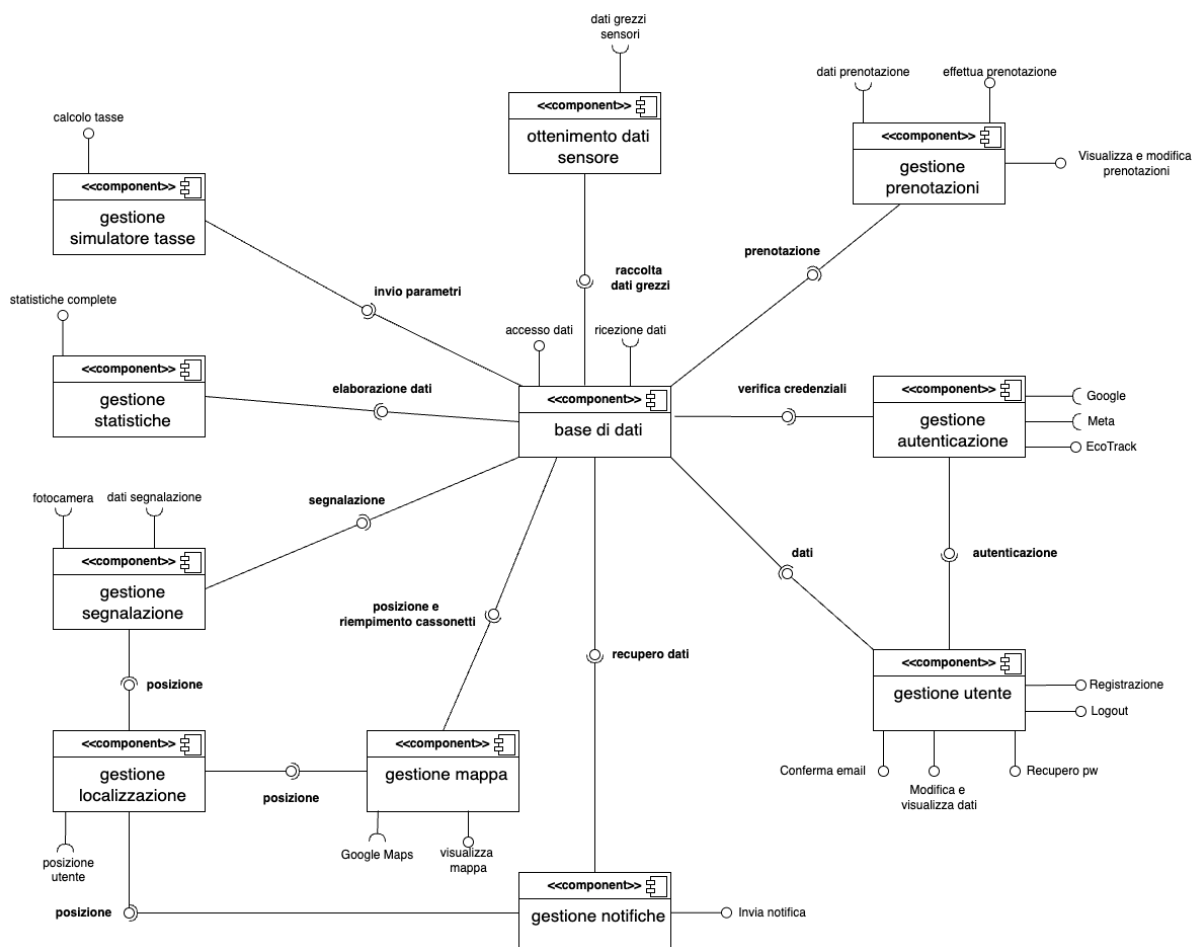 dati grezzi
sensori
dati prenotazione
effettua prenotazione
<<component>>
ottenimento dati
sensore
calcolo tasse
<<component>>
gestione
prenotazioni
Visualizza e modifica
prenotazioni
<<component>>
gestione
simulatore tasse
prenotazione
raccolta
dati grezzi
invio parametri
statistiche complete
accesso dati
ricezione dati
<<component>>
gestione
statistiche
elaborazione dati
<<component>>
base di dati
verifica credenziali
<<component>>
gestione
autenticazione
Google
Meta
EcoTrack
fotocamera
dati segnalazione
segnalazione
<<component>>
gestione
segnalazione
dati
autenticazione
posizione e
riempimento cassonetti
recupero dati
posizione
<<component>>
gestione utente
Registrazione
Logout
<<component>>
gestione
localizzazione
posizione
<<component>>
gestione mappa
Conferma email
Modifica e
visualizza dati
Recupero pw
posizione
utente
Google Maps
visualizza
mappa
posizione
<<component>>
gestione notifiche
Invia notifica